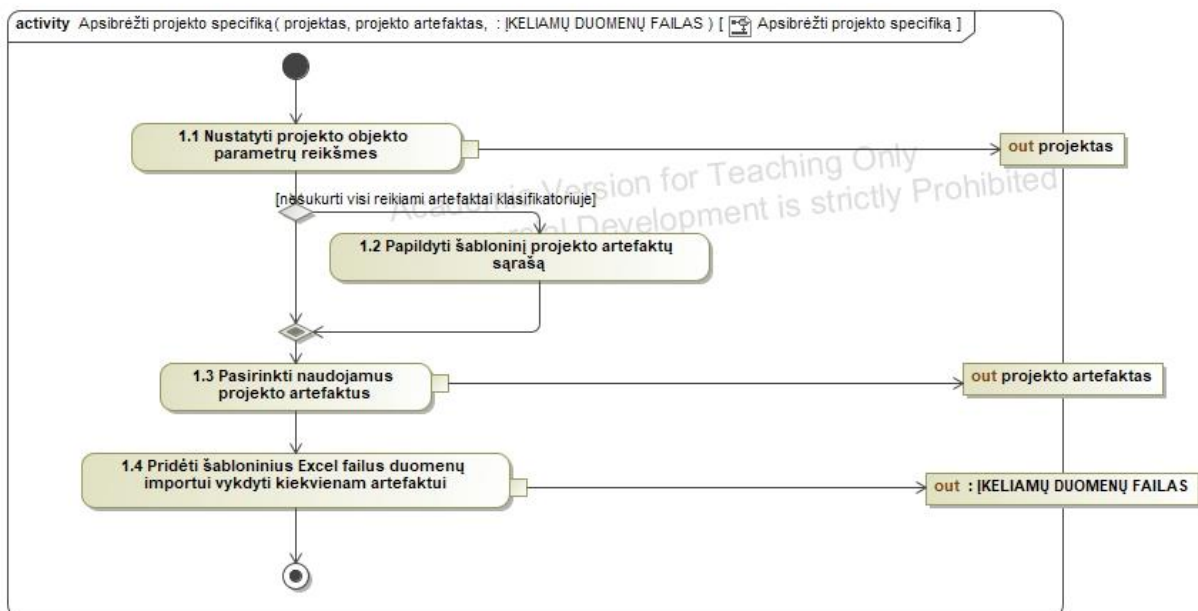 activity Apsibrėžti projekto specifiką( projektas, projekto artefaktas, : ĮKELIAMŲ DUOMENŲ FAILAS ) [ Apsibrėžti projekto specifiką ]
1.1 Nustatyti projekto objekto
parametrų reikšmes
out projektas
Academic Version for Teaching Only
Development is strictly Prohibited
[nesukurti visi reikiami artefaktai klasifikatoriuje]
1.2 Papildyti šabloninį projekto artefaktų
sąrašą
1.3 Pasirinkti naudojamus
projekto artefaktus
out projekto artefaktas
1.4 Pridėti šabloninius Excel failus duomenų
importui vykdyti kiekvienam artefaktui
out : ĮKELIAMŲ DUOMENŲ FAILAS